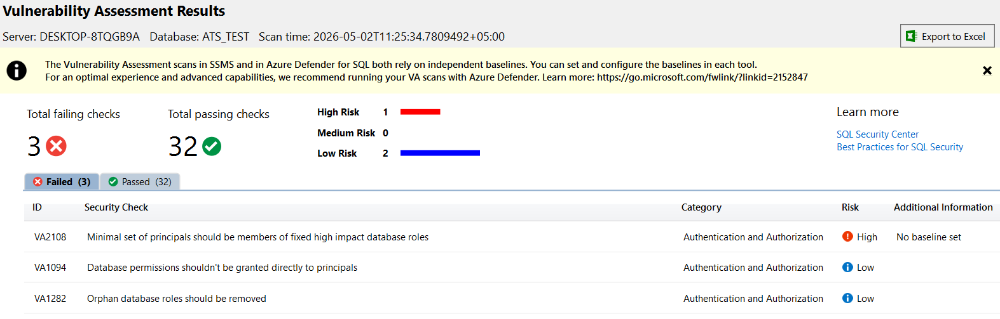 Vulnerability Assessment Results
Server: DESKTOP-8TQGB9A Database: ATS_TEST Scan time: 2026-05-02T11:25:34.7809492+05:00
Export to Excel
The Vulnerability Assessment scans in SSMS and in Azure Defender for SQL both rely on independent baselines. You can set and configure the baselines in each tool.
For an optimal experience and advanced capabilities, we recommend running your VA scans with Azure Defender. Learn more: https://go.microsoft.com/fwlink/?linkid=2152847
Total failing checks
3
Total passing checks
32
High Risk 1
Medium Risk 0
Low Risk 2
Learn more
SQL Security Center
Best Practices for SQL Security
Failed (3) Passed (32)
ID Security Check Category Risk Additional Information
VA2108 Minimal set of principals should be members of fixed high impact database roles Authentication and Authorization High No baseline set
VA1094 Database permissions shouldn't be granted directly to principals Authentication and Authorization Low
VA1282 Orphan database roles should be removed Authentication and Authorization Low